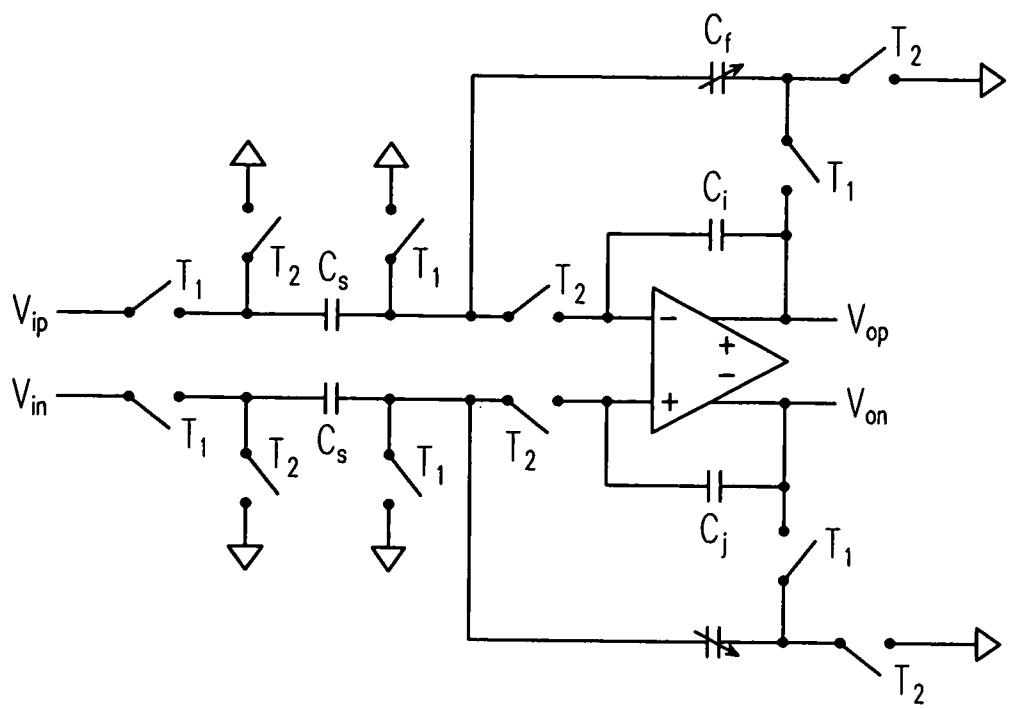 C_f
T_2
T_1
C_i
T_1
T_2
C_s
T_1
T_2
V_ip
−
+
−
V_op
V_in
+
V_on
T_1
T_2
C_s
T_1
T_2
C_j
T_1
T_2